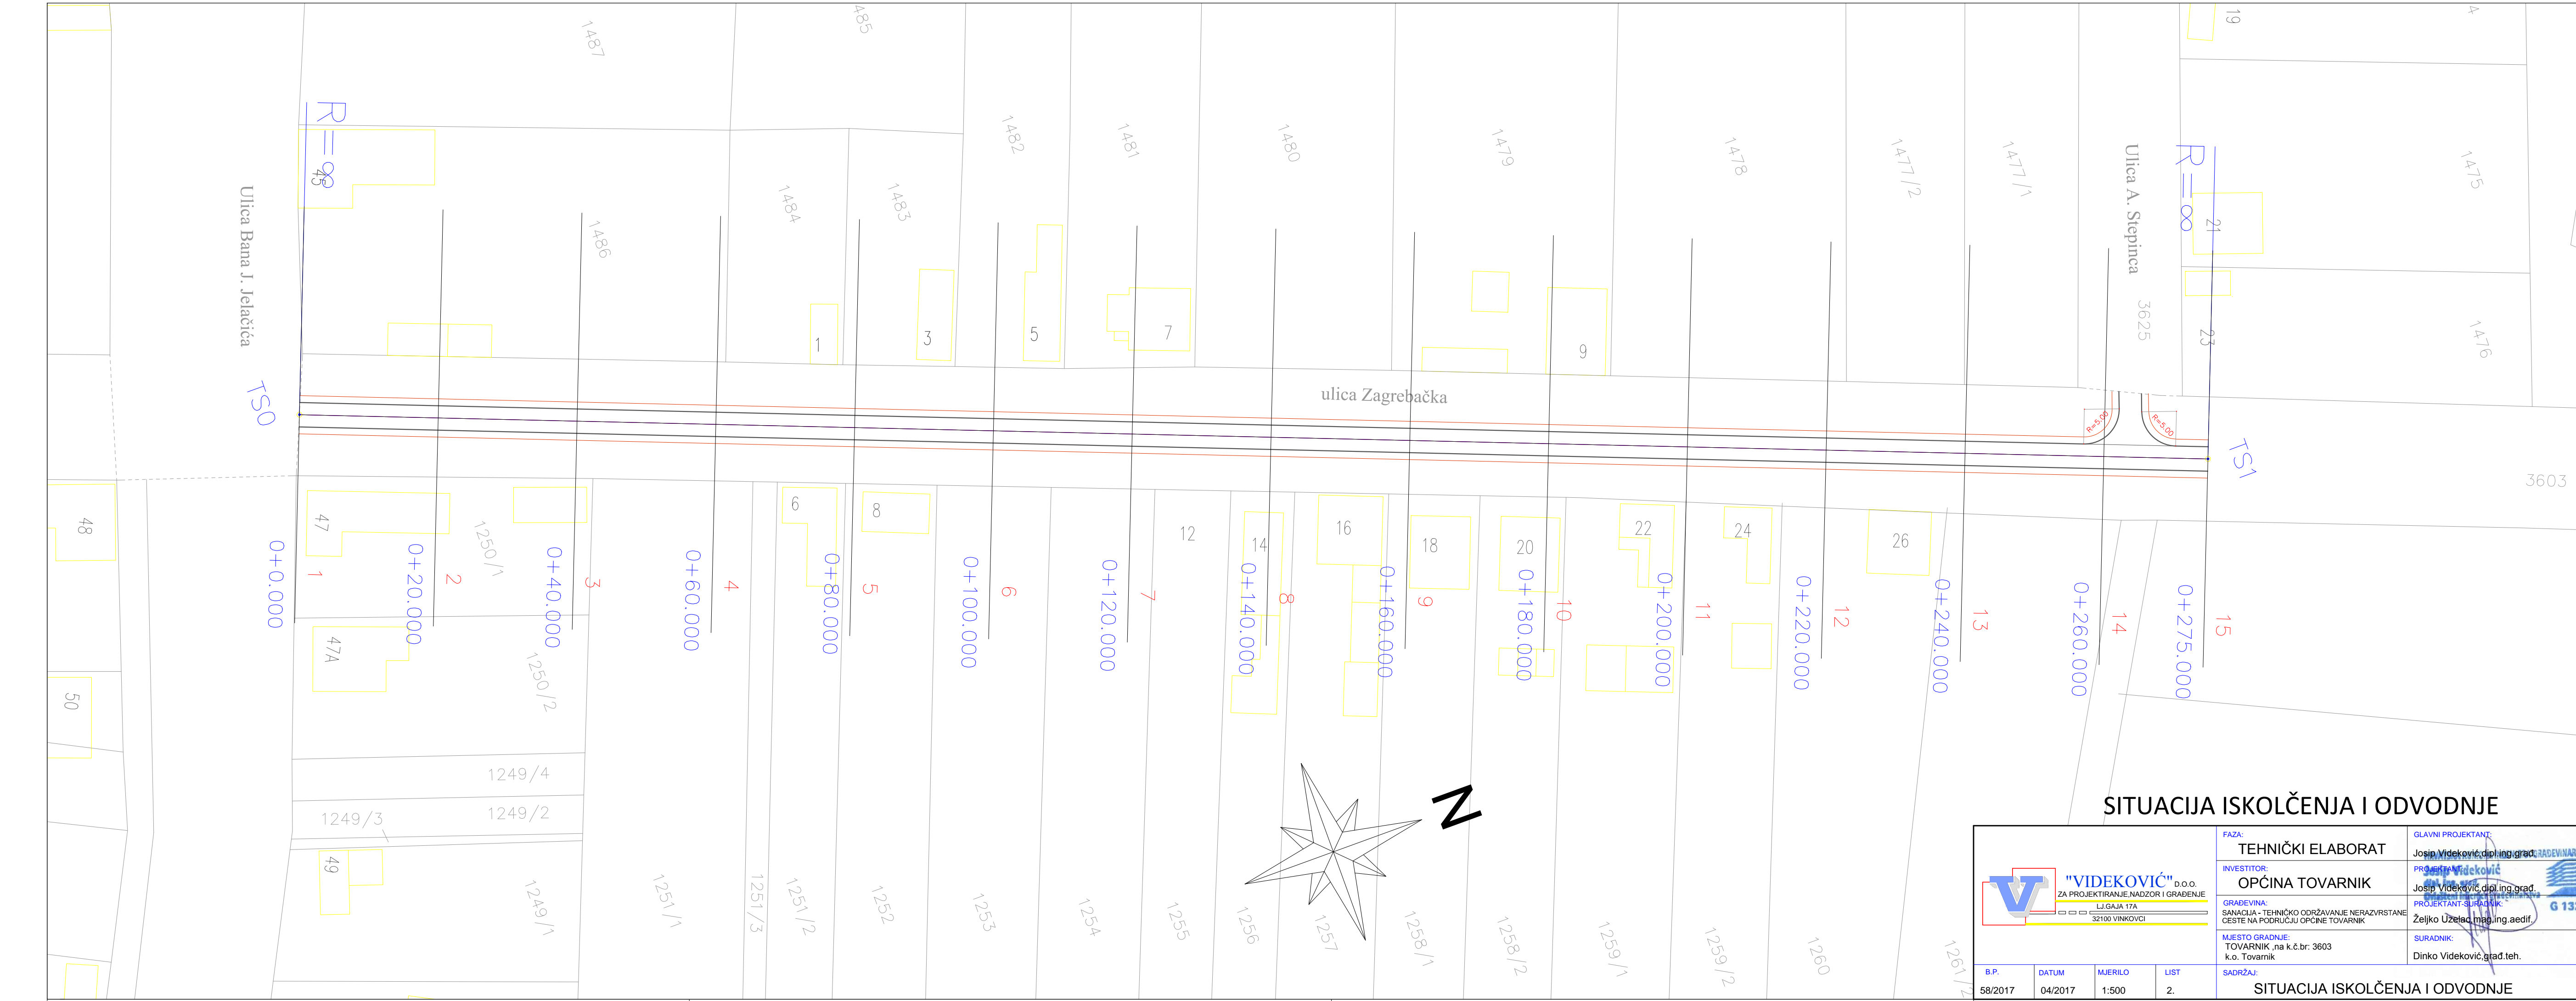 1487
485
19
4
R=∞
45
1486
1484
1483
1482
1481
1480
1479
1478
1477/2
1477/1
Ulica A. Stepinca
3625
R=∞
21
23
1475
1476
Ulica Bana J. Jelačića
1
3
5
7
9
ulica Zagrebačka
TS0
R=5.00
R=5.00
TS1
3603
48
47
1250/1
6
8
12
14
16
18
20
22
24
26
0+0.000
1
0+20.000
2
0+40.000
3
0+60.000
4
0+80.000
5
0+100.000
6
0+120.000
7
0+140.000
8
0+160.000
9
0+180.000
10
0+200.000
11
0+220.000
12
0+240.000
13
0+260.000
14
0+275.000
15
47A
1250/2
50
1249/4
1249/3
1249/2
49
1249/1
1251/1
1251/3
1251/2
1252
1253
1254
1255
1256
1257
1258/1
1258/2
1259/1
1259/2
1260
1261/2
N
SITUACIJA ISKOLČENJA I ODVODNJE
V
"VIDEKOVIĆ" D.O.O.
ZA PROJEKTIRANJE,NADZOR I GRAĐENJE
LJ.GAJA 17A
32100 VINKOVCI
FAZA:
TEHNIČKI ELABORAT
INVESTITOR:
OPĆINA TOVARNIK
GRAĐEVINA:
SANACIJA - TEHNIČKO ODRŽAVANJE NERAZVRSTANE
CESTE NA PODRUČJU OPĆINE TOVARNIK
MJESTO GRADNJE:
TOVARNIK ,na k.č.br: 3603
k.o. Tovarnik
GLAVNI PROJEKTANT:
Josip Videković,dipl.ing.građ.
PROJEKTANT:
Josip Videković
Josip Videković,dipl.ing.građ.
G 133
PROJEKTANT-SURADNIK:
Željko Uzelac,mag.ing.aedif.
SURADNIK:
Dinko Videković,građ.teh.
B.P.
DATUM
MJERILO
LIST
58/2017
04/2017
1:500
2.
SADRŽAJ:
SITUACIJA ISKOLČENJA I ODVODNJE